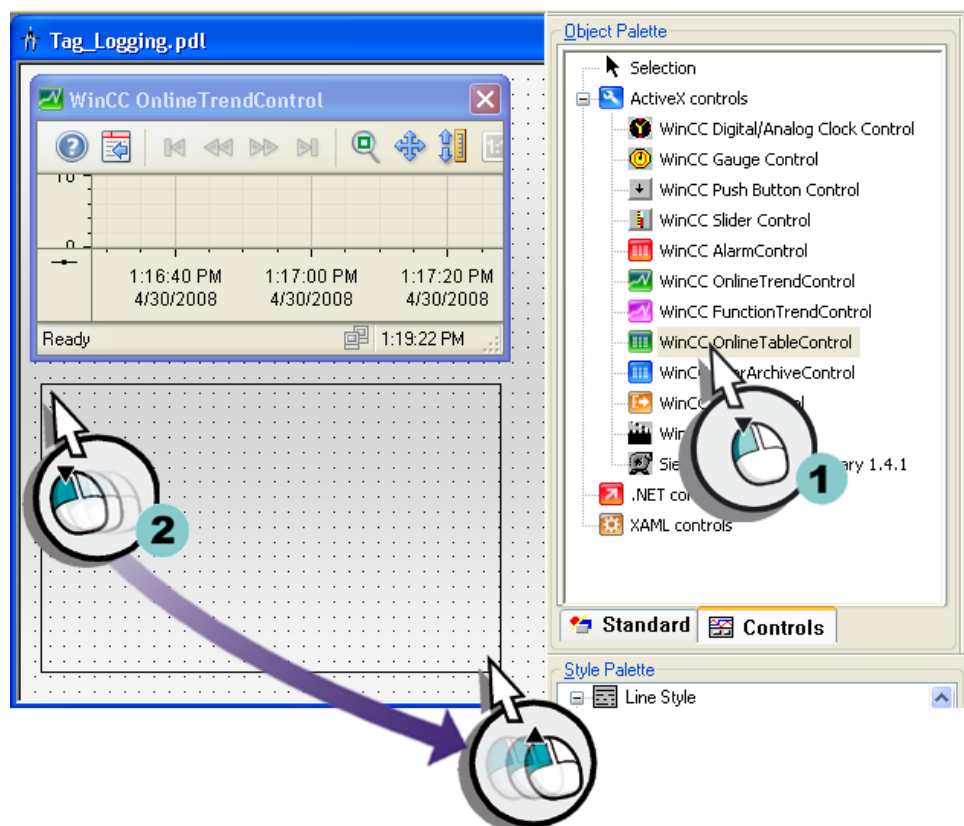 Tag_Logging.pdl
WinCC OnlineTrendControl
10
0
1:16:40 PM 1:17:00 PM 1:17:20 PM
4/30/2008 4/30/2008 4/30/2008
Ready 1:19:22 PM
2
Object Palette
Selection
ActiveX controls
WinCC Digital/Analog Clock Control
WinCC Gauge Control
WinCC Push Button Control
WinCC Slider Control
WinCC AlarmControl
WinCC OnlineTrendControl
WinCC FunctionTrendControl
WinCC OnlineTableControl
WinCC
Sie ary 1.4.1
1
.NET
XAML controls
Standard Controls
Style Palette
Line Style